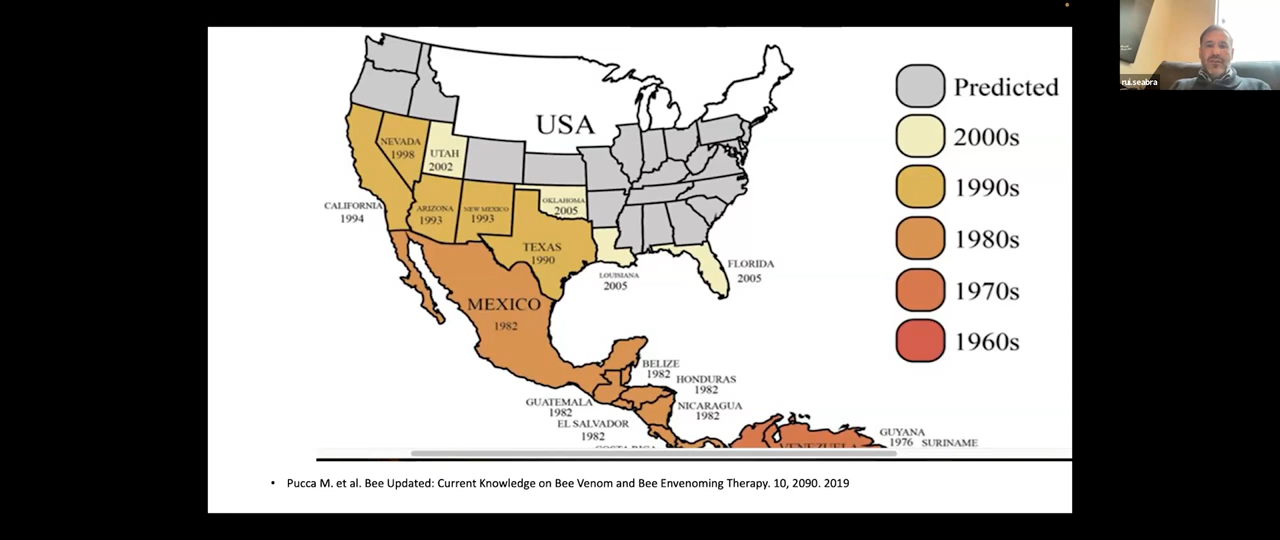 rui.seabra
Predicted
2000s
1990s
1980s
1970s
1960s
USA
NEVADA
1998
UTAH
2002
CALIFORNIA
1994
ARIZONA
1993
NEW MEXICO
1993
OKLAHOMA
2005
TEXAS
1990
LOUISIANA
2005
FLORIDA
2005
MEXICO
1982
BELIZE
1982
HONDURAS
1982
GUATEMALA
1982
NICARAGUA
1982
EL SALVADOR
1982
COSTA RICA
VENEZUELA
GUYANA
1976
SURINAME
• Pucca M. et al. Bee Updated: Current Knowledge on Bee Venom and Bee Envenoming Therapy. 10, 2090. 2019